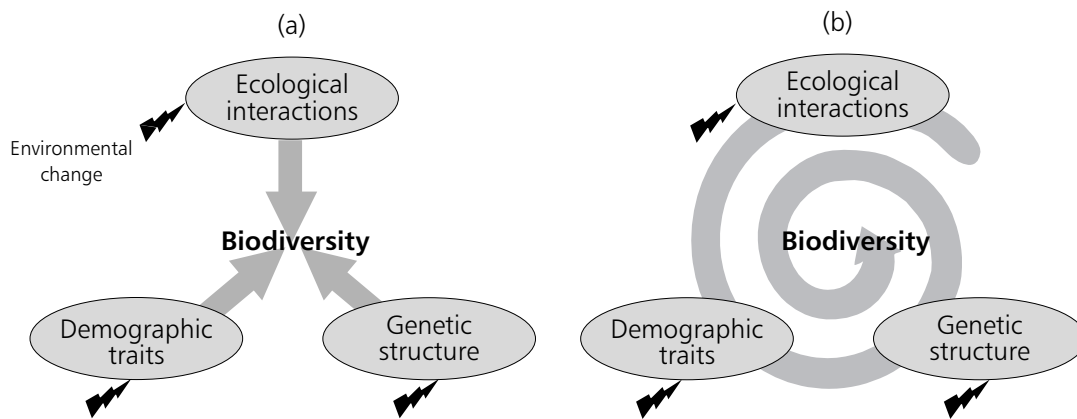 (a)
Ecological
interactions
Environmental
change
Biodiversity
Demographic
traits
Genetic
structure
(b)
Ecological
interactions
Biodiversity
Demographic
traits
Genetic
structure